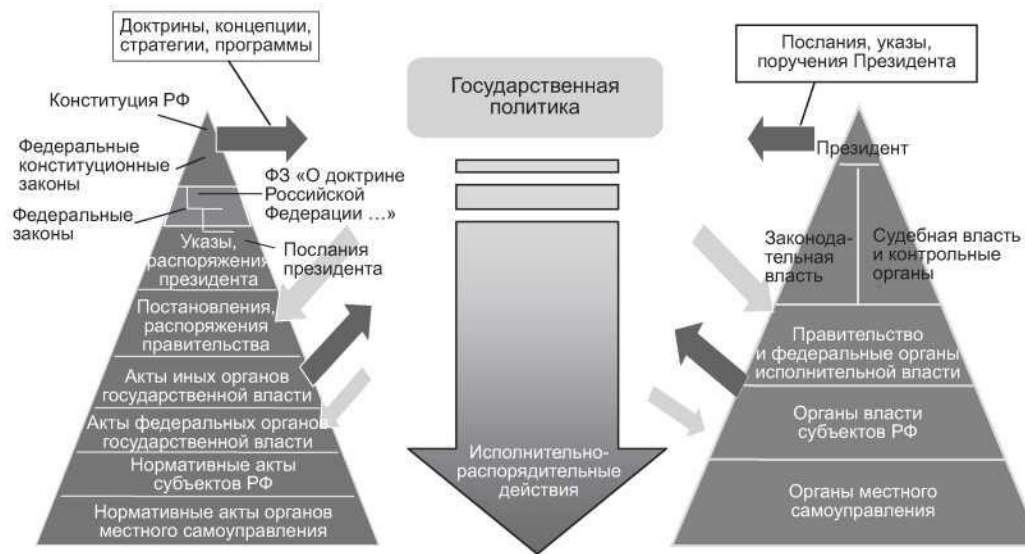 Доктрины, концепции,
стратегии, программы
Конституция РФ
Федеральные
конституционные
законы
ФЗ «О доктрине
Российской
Федерации ...»
Федеральные
законы
Послания
президента
Указы,
распоряжения
президента
Постановления,
распоряжения
правительства
Акты иных органов
государственной власти
Акты федеральных органов
государственной власти
Нормативные акты
субъектов РФ
Нормативные акты органов
местного самоуправления
Государственная
политика
Исполнительно-
распорядительные
действия
Послания, указы,
поручения Президента
Президент
Законода-
тельная
власть
Судебная власть
и контрольные
органы
Правительство
и федеральные органы
исполнительной власти
Органы власти
субъектов РФ
Органы местного
самоуправления